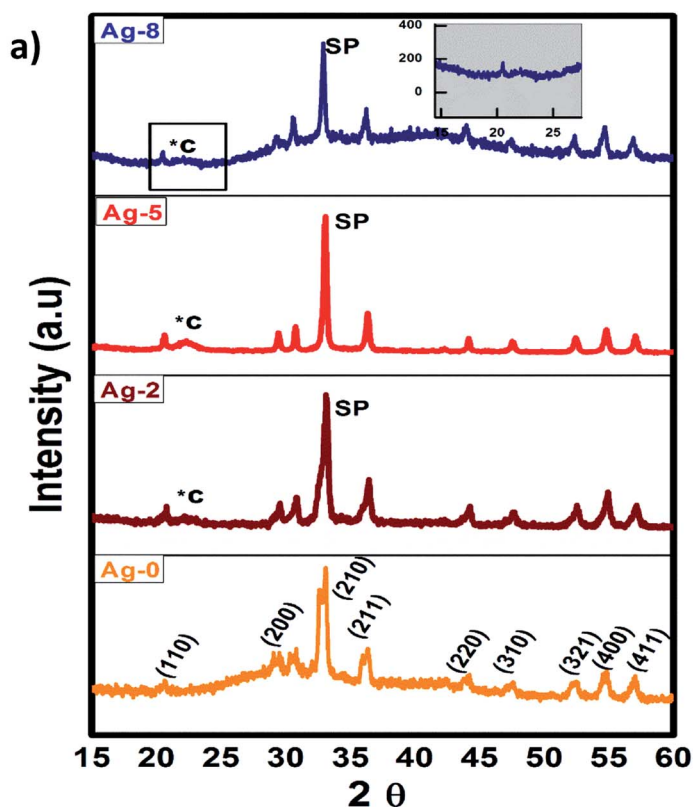 a)
Ag-8
SP
400
200
0
15 20 25
*c
Ag-5
SP
*c
Ag-2
SP
*c
Ag-0
(110)
(200)
(210)
(211)
(220)
(310)
(321)
(400)
(411)
Intensity (a.u)
15 20 25 30 35 40 45 50 55 60
2 θ